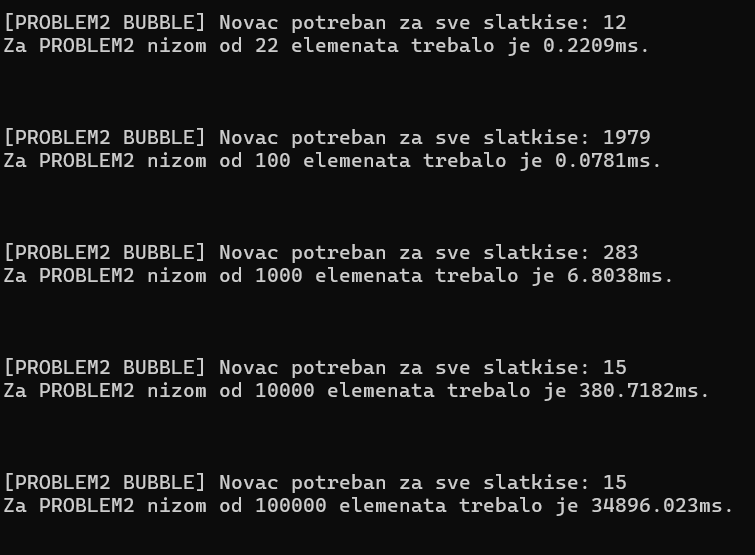 [PROBLEM2 BUBBLE] Novac potreban za sve slatkise: 12
Za PROBLEM2 nizom od 22 elemenata trebalo je 0.2209ms.
[PROBLEM2 BUBBLE] Novac potreban za sve slatkise: 1979
Za PROBLEM2 nizom od 100 elemenata trebalo je 0.0781ms.
[PROBLEM2 BUBBLE] Novac potreban za sve slatkise: 283
Za PROBLEM2 nizom od 1000 elemenata trebalo je 6.8038ms.
[PROBLEM2 BUBBLE] Novac potreban za sve slatkise: 15
Za PROBLEM2 nizom od 10000 elemenata trebalo je 380.7182ms.
[PROBLEM2 BUBBLE] Novac potreban za sve slatkise: 15
Za PROBLEM2 nizom od 100000 elemenata trebalo je 34896.023ms.